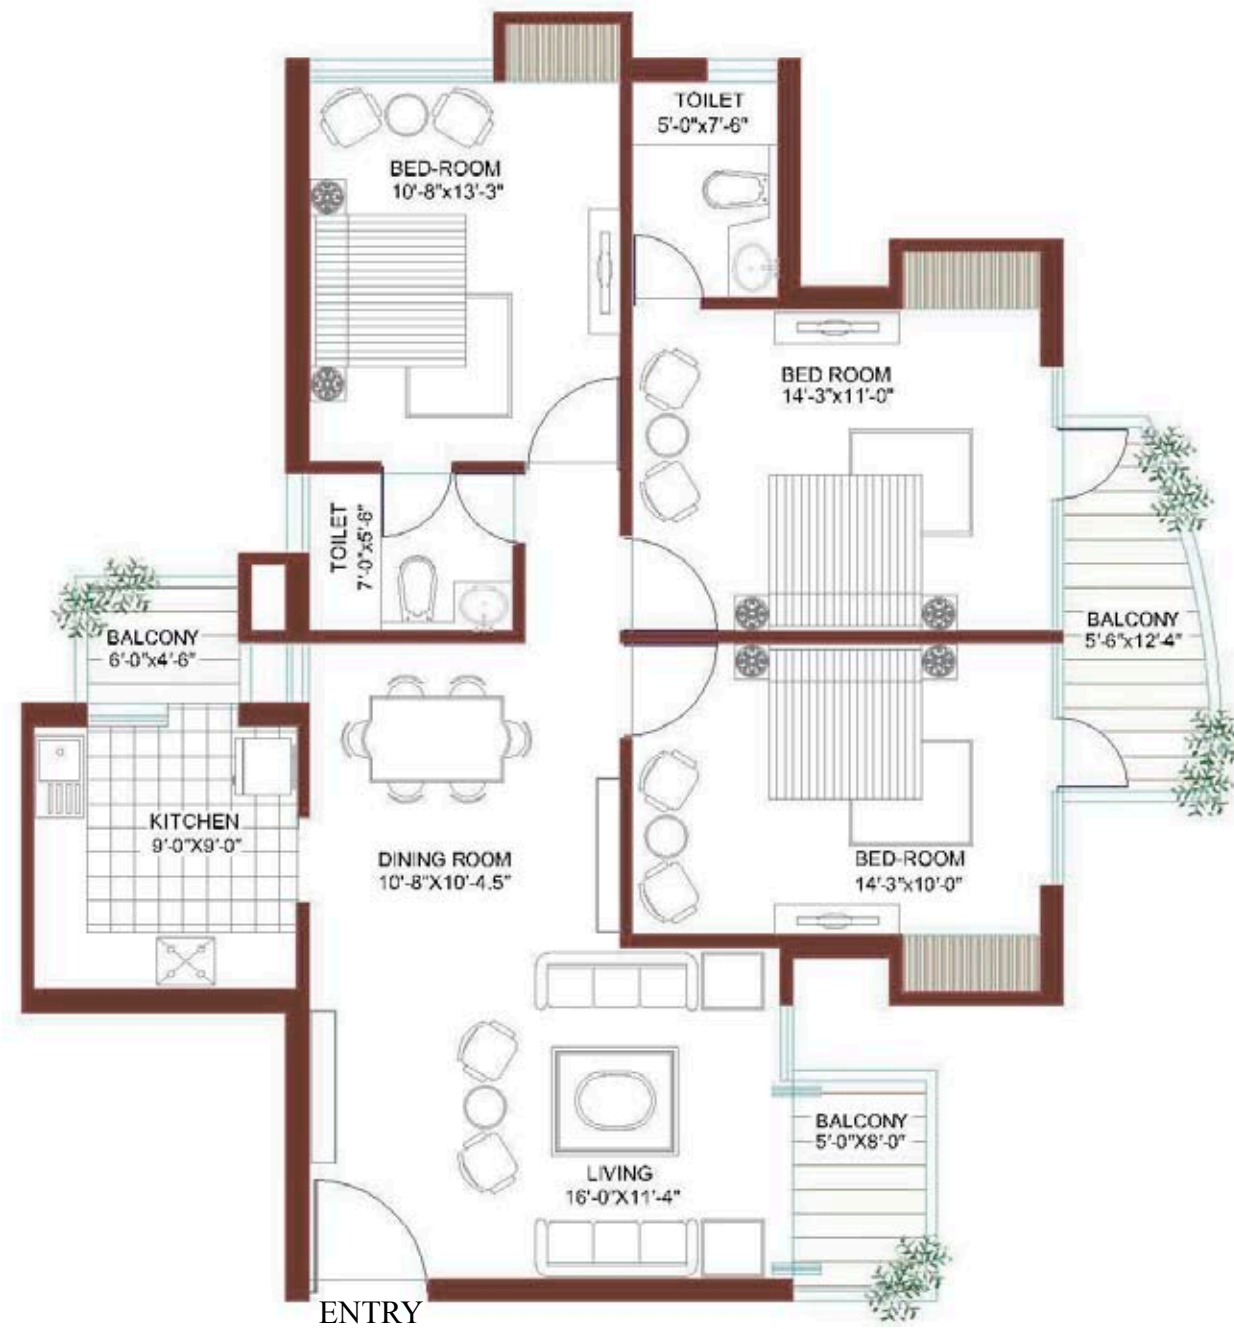 TOILET
5'-0"x7'-6"
BED-ROOM
10'-8"x13'-3"
BED ROOM
14'-3"x11'-0"
TOILET
7'-0"x5'-6"
BALCONY
6'-0"x4'-6"
BALCONY
5'-6"x12'-4"
KITCHEN
9'-0"X9'-0"
DINING ROOM
10'-8"X10'-4.5"
BED-ROOM
14'-3"x10'-0"
BALCONY
5'-0"X8'-0"
LIVING
16'-0"X11'-4"
ENTRY